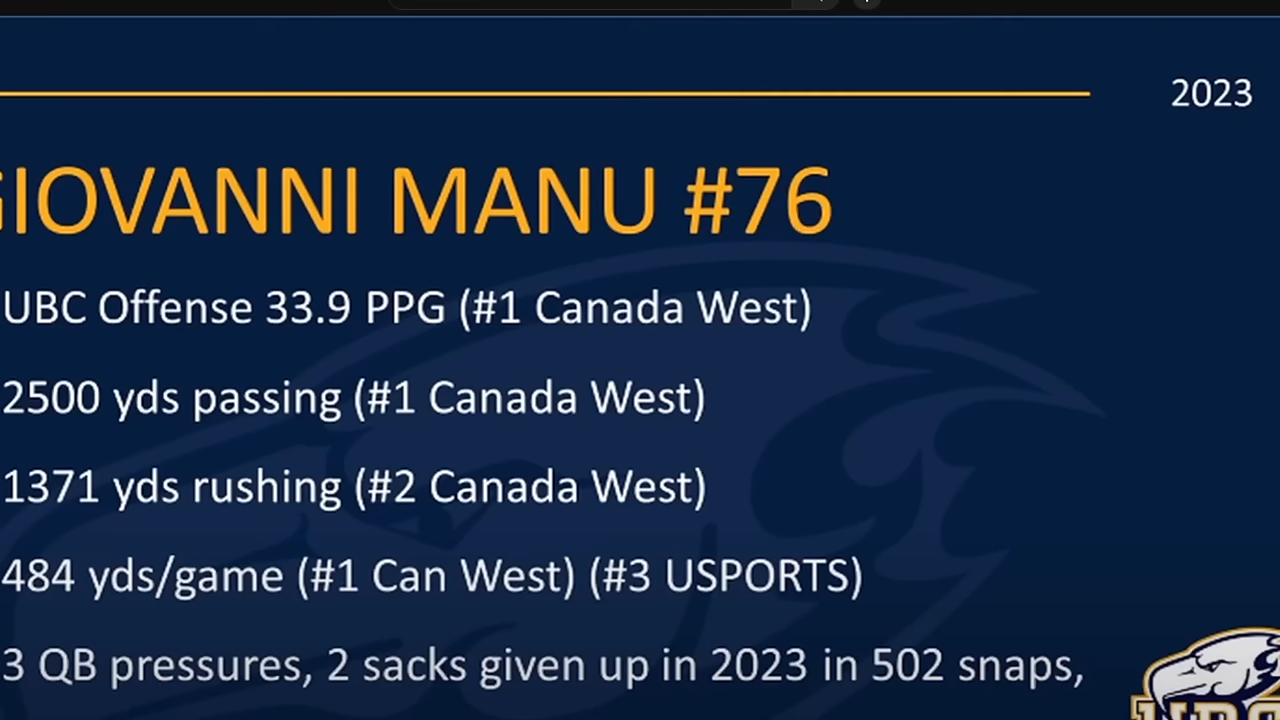 2023
GIOVANNI MANU #76
UBC Offense 33.9 PPG (#1 Canada West)
2500 yds passing (#1 Canada West)
1371 yds rushing (#2 Canada West)
484 yds/game (#1 Can West) (#3 USPORTS)
3 QB pressures, 2 sacks given up in 2023 in 502 snaps,
UBC